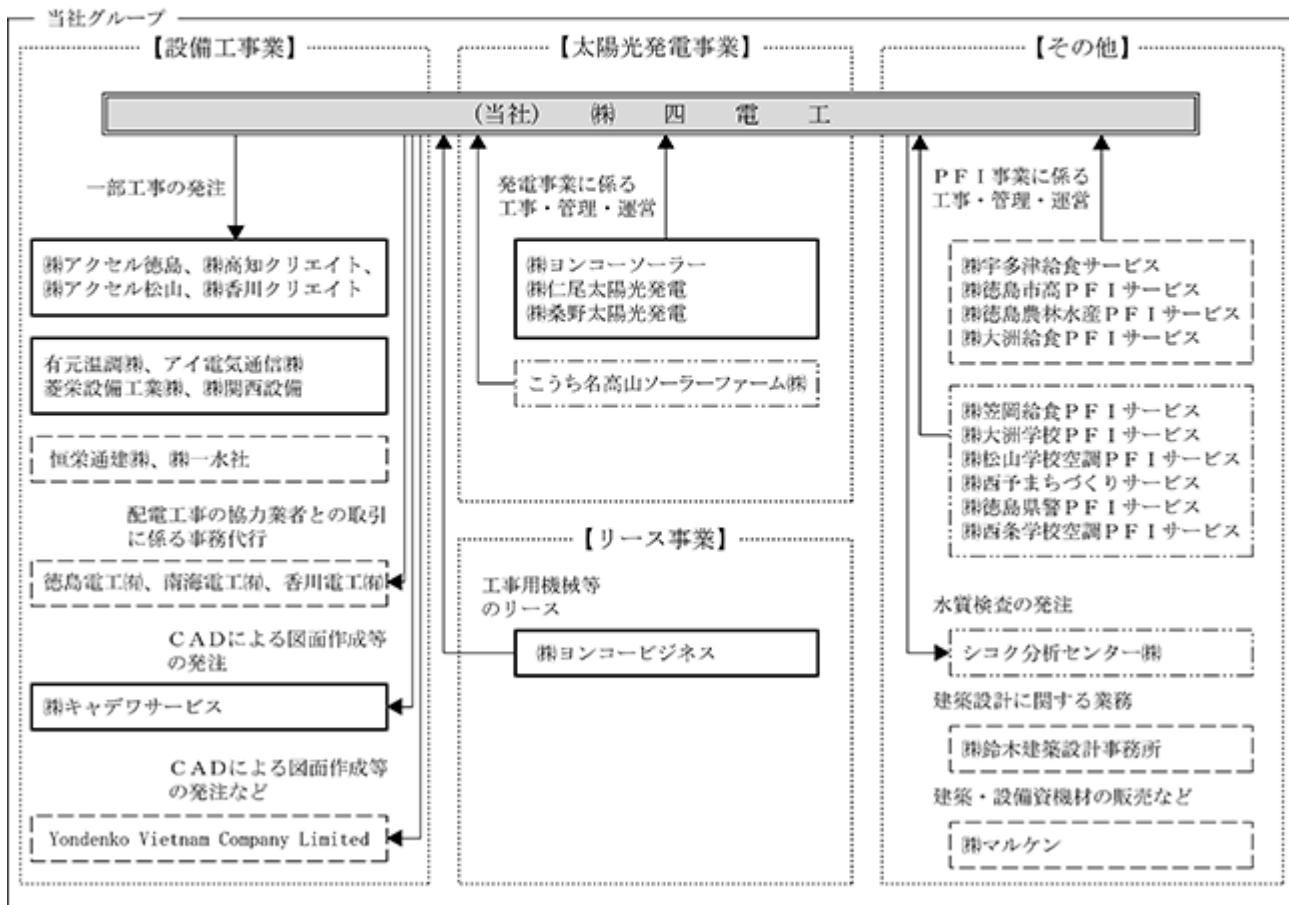 当社グループ
【設備工事業】
【太陽光発電事業】
【その他】
(当社) ㈱ 四 電 工
一部工事の発注
㈱アクセル徳島、㈱高知クリエイト、
㈱アクセル松山、㈱香川クリエイト
有元温調㈱、アイ電気通信㈱
菱栄設備工業㈱、㈱関西設備
恒栄通建㈱、㈱一水社
配電工事の協力業者との取引
に係る事務代行
徳島電工㈲、南海電工㈲、香川電工㈲
ＣＡＤによる図面作成等
の発注
㈱キャデワサービス
ＣＡＤによる図面作成等
の発注など
Yondenko Vietnam Company Limited
発電事業に係る
工事・管理・運営
㈱ヨンコーソーラー
㈱仁尾太陽光発電
㈱桑野太陽光発電
こうち名高山ソーラーファーム㈱
【リース事業】
工事用機械等
のリース
㈱ヨンコービジネス
ＰＦＩ事業に係る
工事・管理・運営
㈱宇多津給食サービス
㈱徳島市高ＰＦＩサービス
㈱徳島農林水産ＰＦＩサービス
㈱大洲給食ＰＦＩサービス
㈱笠岡給食ＰＦＩサービス
㈱大洲学校ＰＦＩサービス
㈱松山学校空調ＰＦＩサービス
㈱西予まちづくりサービス
㈱徳島県警ＰＦＩサービス
㈱西条学校空調ＰＦＩサービス
水質検査の発注
シコク分析センター㈱
建築設計に関する業務
㈱鈴木建築設計事務所
建築・設備資機材の販売など
㈱マルケン